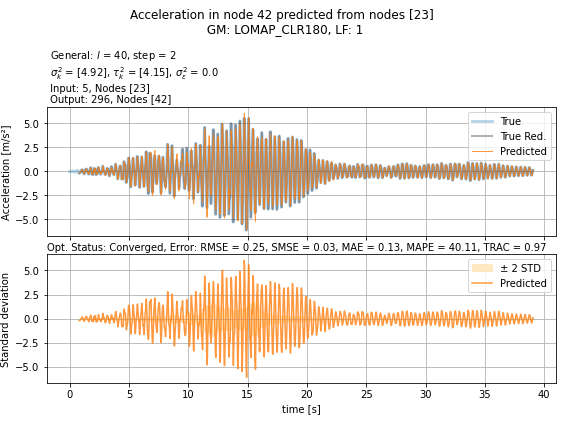 Acceleration in node 42 predicted from nodes [23]
GM: LOMAP_CLR180, LF: 1
General: l = 40, step = 2
σ²ₖ = [4.92], τ²ₖ = [4.15], σ²ε = 0.0
Input: 5, Nodes [23]
Output: 296, Nodes [42]
Acceleration [m/s²]
5.0
2.5
0.0
−2.5
−5.0
True
True Red.
Predicted
Opt. Status: Converged, Error: RMSE = 0.25, SMSE = 0.03, MAE = 0.13, MAPE = 40.11, TRAC = 0.97
Standard deviation
5.0
2.5
0.0
−2.5
−5.0
± 2 STD
Predicted
0 5 10 15 20 25 30 35 40
time [s]